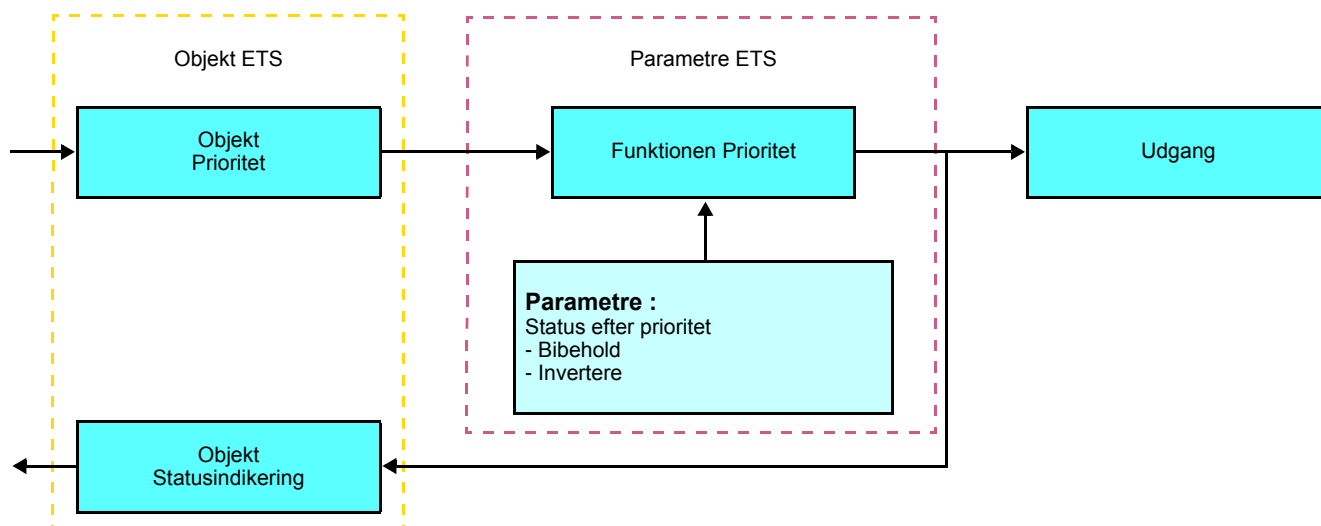 Objekt ETS
Parametre ETS
Objekt
Prioritet
Funktionen Prioritet
Udgang
Parametre :
Status efter prioritet
- Bibehold
- Invertere
Objekt
Statusindikering